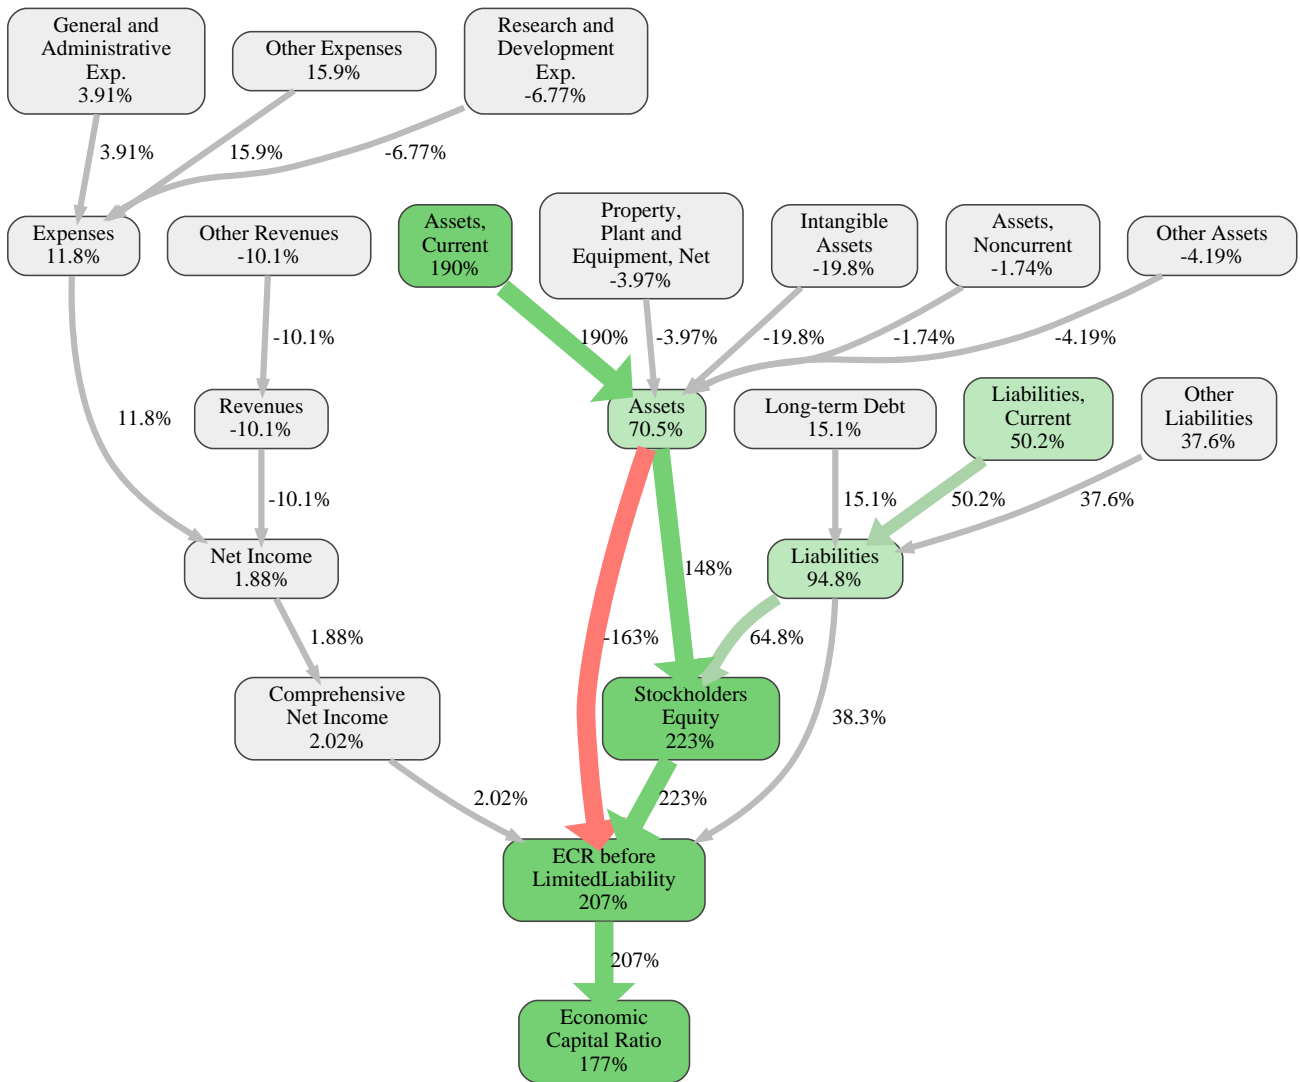 General and
Administrative
Exp.
3.91%
Other Expenses
15.9%
Research and
Development
Exp.
-6.77%
3.91%
15.9%
-6.77%
Expenses
11.8%
Other Revenues
-10.1%
Assets,
Current
190%
Property,
Plant and
Equipment, Net
-3.97%
Intangible
Assets
-19.8%
Assets,
Noncurrent
-1.74%
Other Assets
-4.19%
-10.1%
190%
-3.97%
-19.8%
-1.74%
-4.19%
11.8%
Revenues
-10.1%
Assets
70.5%
Long-term Debt
15.1%
Liabilities,
Current
50.2%
Other
Liabilities
37.6%
-10.1%
15.1%
50.2%
37.6%
Net Income
1.88%
148%
Liabilities
94.8%
1.88%
-163%
64.8%
Comprehensive
Net Income
2.02%
Stockholders
Equity
223%
38.3%
2.02%
223%
ECR before
LimitedLiability
207%
207%
Economic
Capital Ratio
177%